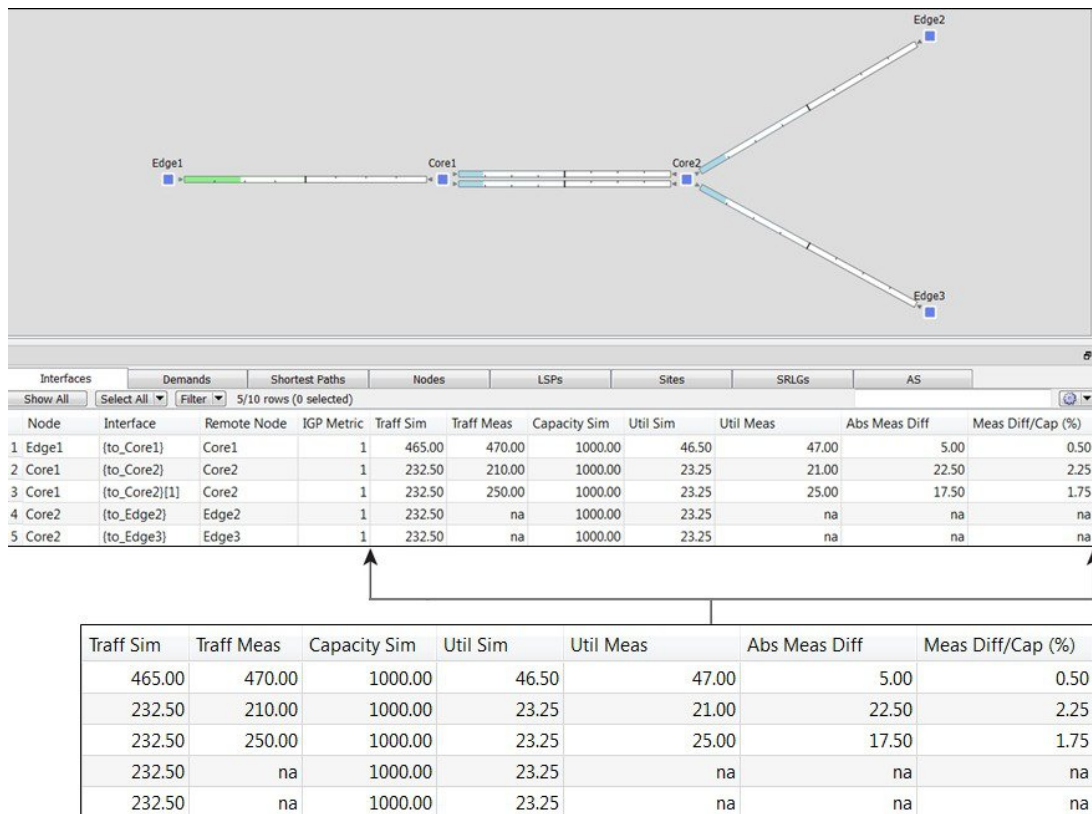 Edge2
Edge1
Core1
Core2
Edge3
Interfaces Demands Shortest Paths Nodes LSPs Sites SRLGs AS
Show All Select All Filter 5/10 rows (0 selected)
Node Interface Remote Node IGP Metric Traff Sim Traff Meas Capacity Sim Util Sim Util Meas Abs Meas Diff Meas Diff/Cap (%)
1 Edge1 {to_Core1} Core1 1 465.00 470.00 1000.00 46.50 47.00 5.00 0.50
2 Core1 {to_Core2} Core2 1 232.50 210.00 1000.00 23.25 21.00 22.50 2.25
3 Core1 {to_Core2}[1] Core2 1 232.50 250.00 1000.00 23.25 25.00 17.50 1.75
4 Core2 {to_Edge2} Edge2 1 232.50 na 1000.00 23.25 na na na
5 Core2 {to_Edge3} Edge3 1 232.50 na 1000.00 23.25 na na na
Traff Sim Traff Meas Capacity Sim Util Sim Util Meas Abs Meas Diff Meas Diff/Cap (%)
465.00 470.00 1000.00 46.50 47.00 5.00 0.50
232.50 210.00 1000.00 23.25 21.00 22.50 2.25
232.50 250.00 1000.00 23.25 25.00 17.50 1.75
232.50 na 1000.00 23.25 na na na
232.50 na 1000.00 23.25 na na na